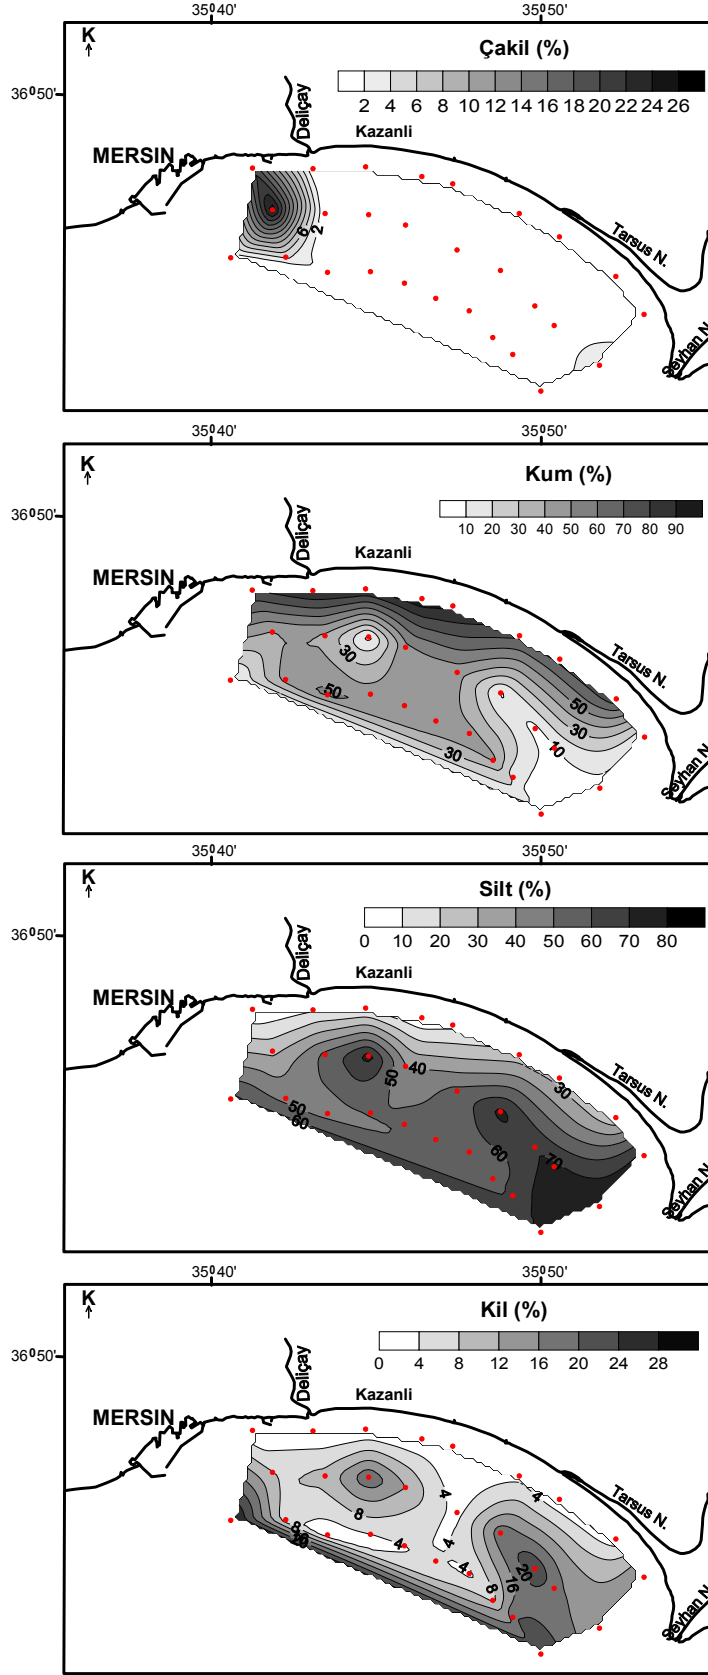 35⁰40' 35⁰50'
K
Çakil (%)
2 4 6 8 10 12 14 16 18 20 22 24 26
36⁰50'
Deliçay
Kazanli
MERSIN
6 2
Tarsus N.
Seyhan N.
35⁰40' 35⁰50'
K
Kum (%)
10 20 30 40 50 60 70 80 90
36⁰50'
Deliçay
Kazanli
MERSIN
30
50
50
30
10
30
Tarsus N.
Seyhan N.
35⁰40' 35⁰50'
K
Silt (%)
0 10 20 30 40 50 60 70 80
36⁰50'
Deliçay
Kazanli
MERSIN
40
50
30
50
60
60
70
Tarsus N.
Seyhan N.
35⁰40' 35⁰50'
K
Kil (%)
0 4 8 12 16 20 24 28
36⁰50'
Deliçay
Kazanli
MERSIN
4
4
8
8
4
4
4
20
16
8
20
Tarsus N.
Seyhan N.